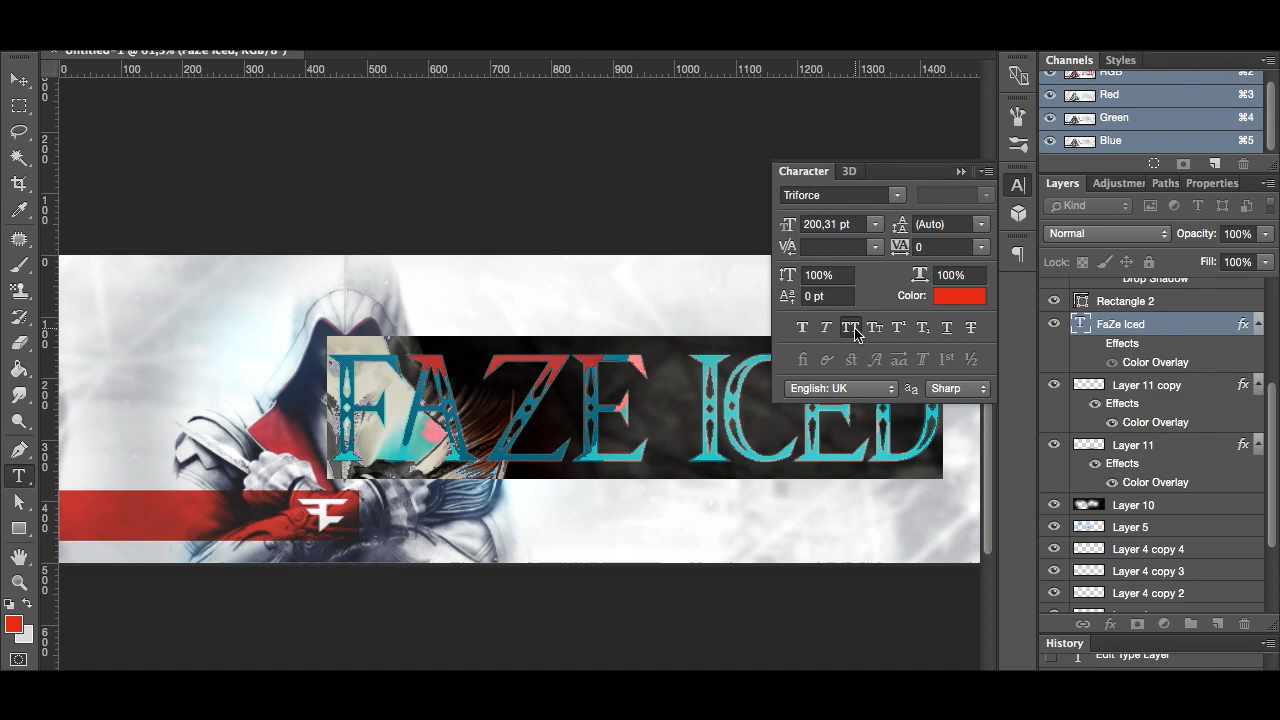 Untitled-1 @ 61,5% (FaZe Iced, RGB/8*)
0 100 200 300 400 500 600 700 800 900 1000 1100 1200 1300 1400
Channels Styles
RGB ⌘2
Red ⌘3
Green ⌘4
Blue ⌘5
Character 3D
Layers Adjustmer Paths Properties
Triforce
Kind
200,31 pt (Auto)
Normal Opacity: 100%
0
Lock: Fill: 100%
100% 100%
Drop Shadow
0 pt Color:
Rectangle 2
FaZe Iced fx
Effects
Color Overlay
English: UK Sharp
Layer 11 copy fx
Effects
Color Overlay
FAZE ICED
Layer 11 fx
Effects
Color Overlay
Layer 10
Layer 5
Layer 4 copy 4
Layer 4 copy 3
Layer 4 copy 2
History
Edit Type Layer